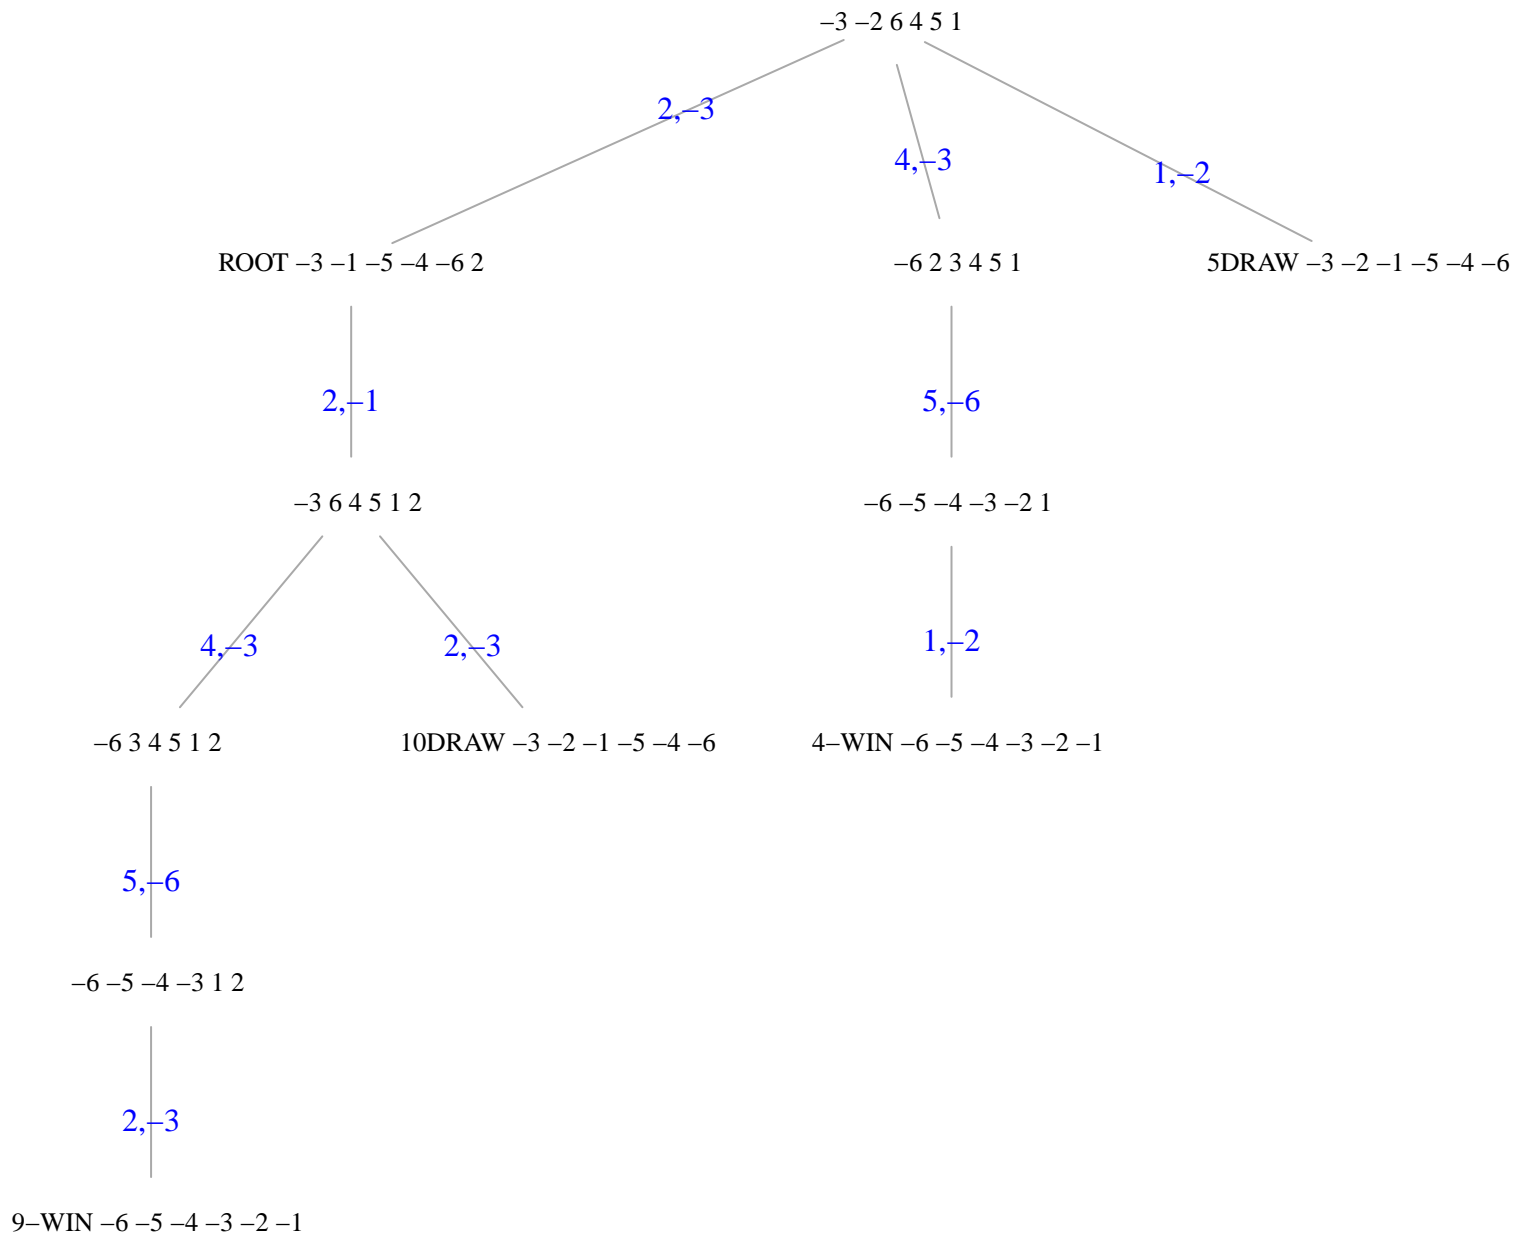 –3 –2 6 4 5 1
2,–3
4,–3
1,–2
ROOT –3 –1 –5 –4 –6 2
–6 2 3 4 5 1
5DRAW –3 –2 –1 –5 –4 –6
2,–1
5,–6
–3 6 4 5 1 2
–6 –5 –4 –3 –2 1
4,–3
2,–3
1,–2
–6 3 4 5 1 2
10DRAW –3 –2 –1 –5 –4 –6
4–WIN –6 –5 –4 –3 –2 –1
5,–6
–6 –5 –4 –3 1 2
2,–3
9–WIN –6 –5 –4 –3 –2 –1